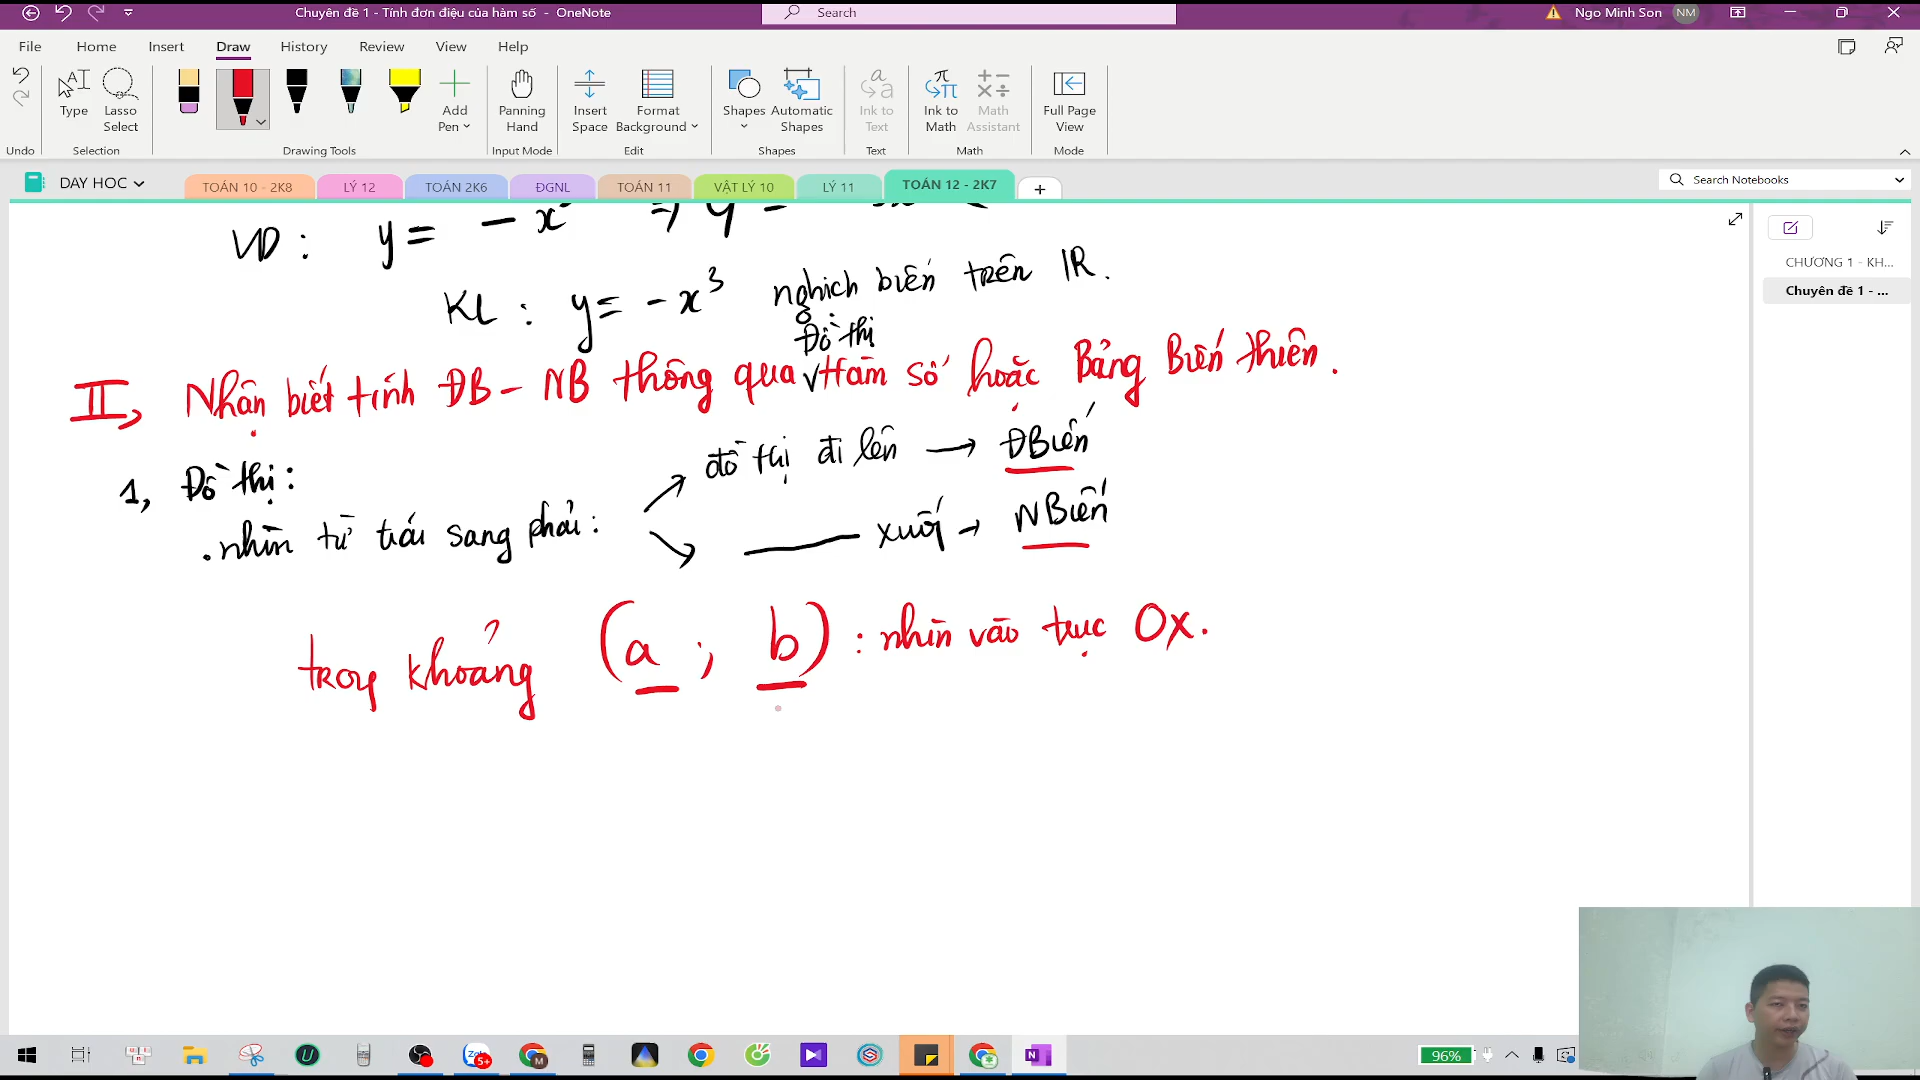 Chuyên đề 1 - Tính đơn điệu của hàm số - OneNote
Search
Ngo Minh Son
NM
File Home Insert Draw History Review View Help
Type
Lasso Select
Add Pen
Panning Hand
Insert Space
Format Background
Shapes
Automatic Shapes
Ink to Text
Ink to Math
Math Assistant
Full Page View
Undo Selection Drawing Tools Input Mode Edit Shapes Text Math Mode
DAY HOC TOÁN 10 - 2K8 LÝ 12 TOÁN 2K6 ĐGNL TOÁN 11 VẬT LÝ 10 LÝ 11 TOÁN 12 - 2K7 +
Search Notebooks
CHƯƠNG 1 - KH...
Chuyên đề 1 - ...
VD : y =
KL : y = -x³ nghịch biến trên IR.
Đồ thị
II, Nhận biết tính ĐB - NB thông qua √ Hàm số hoặc Bảng Biến thiên.
1, Đồ thị :
đồ thị đi lên → ĐBiến
. nhìn từ trái sang phải :
xuống → NBiến
trong khoảng (a ; b) : nhìn vào trục Ox.
96%